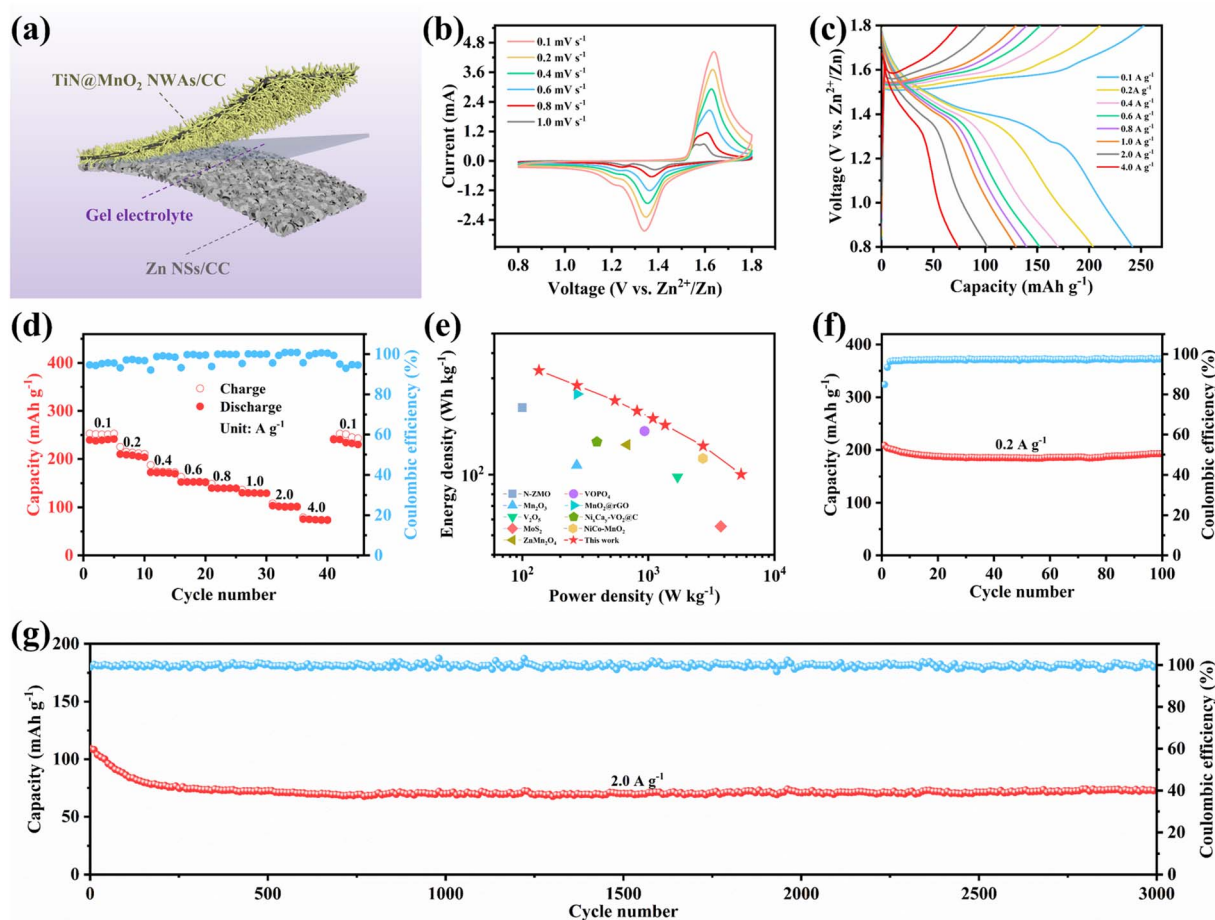 (a)
TiN@MnO₂ NWAs/CC
Gel electrolyte
Zn NSs/CC
(b)
0.1 mV s⁻¹
0.2 mV s⁻¹
0.4 mV s⁻¹
0.6 mV s⁻¹
0.8 mV s⁻¹
1.0 mV s⁻¹
4.8
3.6
2.4
1.2
0.0
-1.2
-2.4
Current (mA)
0.8 1.0 1.2 1.4 1.6 1.8
Voltage (V vs. Zn²⁺/Zn)
(c)
1.8
1.6
1.4
1.2
1.0
0.8
Voltage (V vs. Zn²⁺/Zn)
0.1 A g⁻¹
0.2A g⁻¹
0.4 A g⁻¹
0.6 A g⁻¹
0.8 A g⁻¹
1.0 A g⁻¹
2.0 A g⁻¹
4.0 A g⁻¹
0 50 100 150 200 250
Capacity (mAh g⁻¹)
(d)
400
350
300
250
200
150
100
50
0
Capacity (mAh g⁻¹)
Charge
Discharge
Unit: A g⁻¹
0.1
0.2
0.4
0.6
0.8
1.0
2.0
4.0
0.1
100
80
60
40
20
0
Coulombic efficiency (%)
0 10 20 30 40
Cycle number
(e)
Energy density (Wh kg⁻¹)
10²
N-ZMO
Mn₂O₃
V₂O₅
MoS₂
ZnMn₂O₄
VOPO₄
MnO₂@rGO
NiCo-MnO₂
This work
10² 10³ 10⁴
Power density (W kg⁻¹)
(f)
400
300
200
100
0
Capacity (mAh g⁻¹)
0.2 A g⁻¹
100
80
60
40
20
0
Coulombic efficiency (%)
0 20 40 60 80 100
Cycle number
(g)
200
150
100
50
0
Capacity (mAh g⁻¹)
2.0 A g⁻¹
100
80
60
40
20
0
Coulombic efficiency (%)
0 500 1000 1500 2000 2500 3000
Cycle number